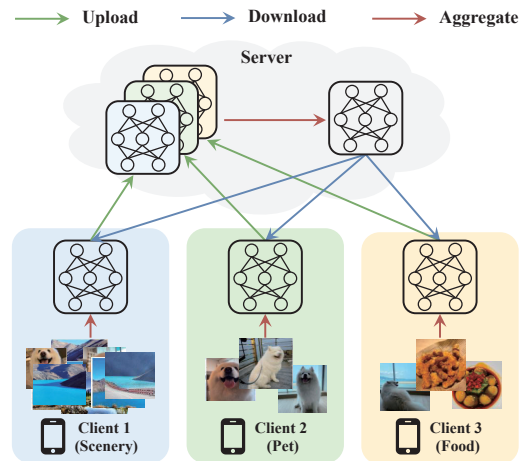 Upload
Download
Aggregate
Server
Client 1
(Scenery)
Client 2
(Pet)
Client 3
(Food)